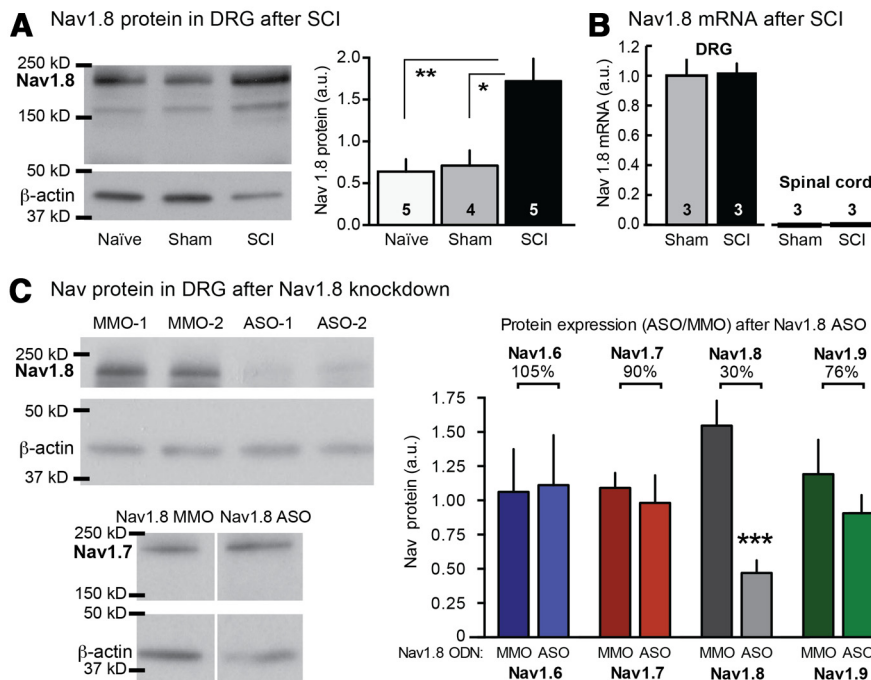 A Nav1.8 protein in DRG after SCI
250 kD
Nav1.8
150 kD
50 kD
β-actin
37 kD
Naïve Sham SCI
Nav 1.8 protein (a.u.)
2.0
1.5
1.0
0.5
0.0
**
*
5 4 5
Naïve Sham SCI
B Nav1.8 mRNA after SCI
Nav 1.8 mRNA (a.u.)
1.2
1.0
0.8
0.6
0.4
0.2
0.0
DRG
3 3
Sham SCI
Spinal cord
3 3
Sham SCI
C Nav protein in DRG after Nav1.8 knockdown
MMO-1 MMO-2 ASO-1 ASO-2
250 kD
Nav1.8
50 kD
β-actin
37 kD
Nav1.8 MMO Nav1.8 ASO
250 kD
Nav1.7
150 kD
50 kD
β-actin
37 kD
Protein expression (ASO/MMO) after Nav1.8 ASO
Nav1.6 Nav1.7 Nav1.8 Nav1.9
105% 90% 30% 76%
Nav protein (a.u.)
1.75
1.50
1.25
1.00
0.75
0.50
0.25
0
***
Nav1.8 ODN: MMO ASO MMO ASO MMO ASO MMO ASO
Nav1.6 Nav1.7 Nav1.8 Nav1.9